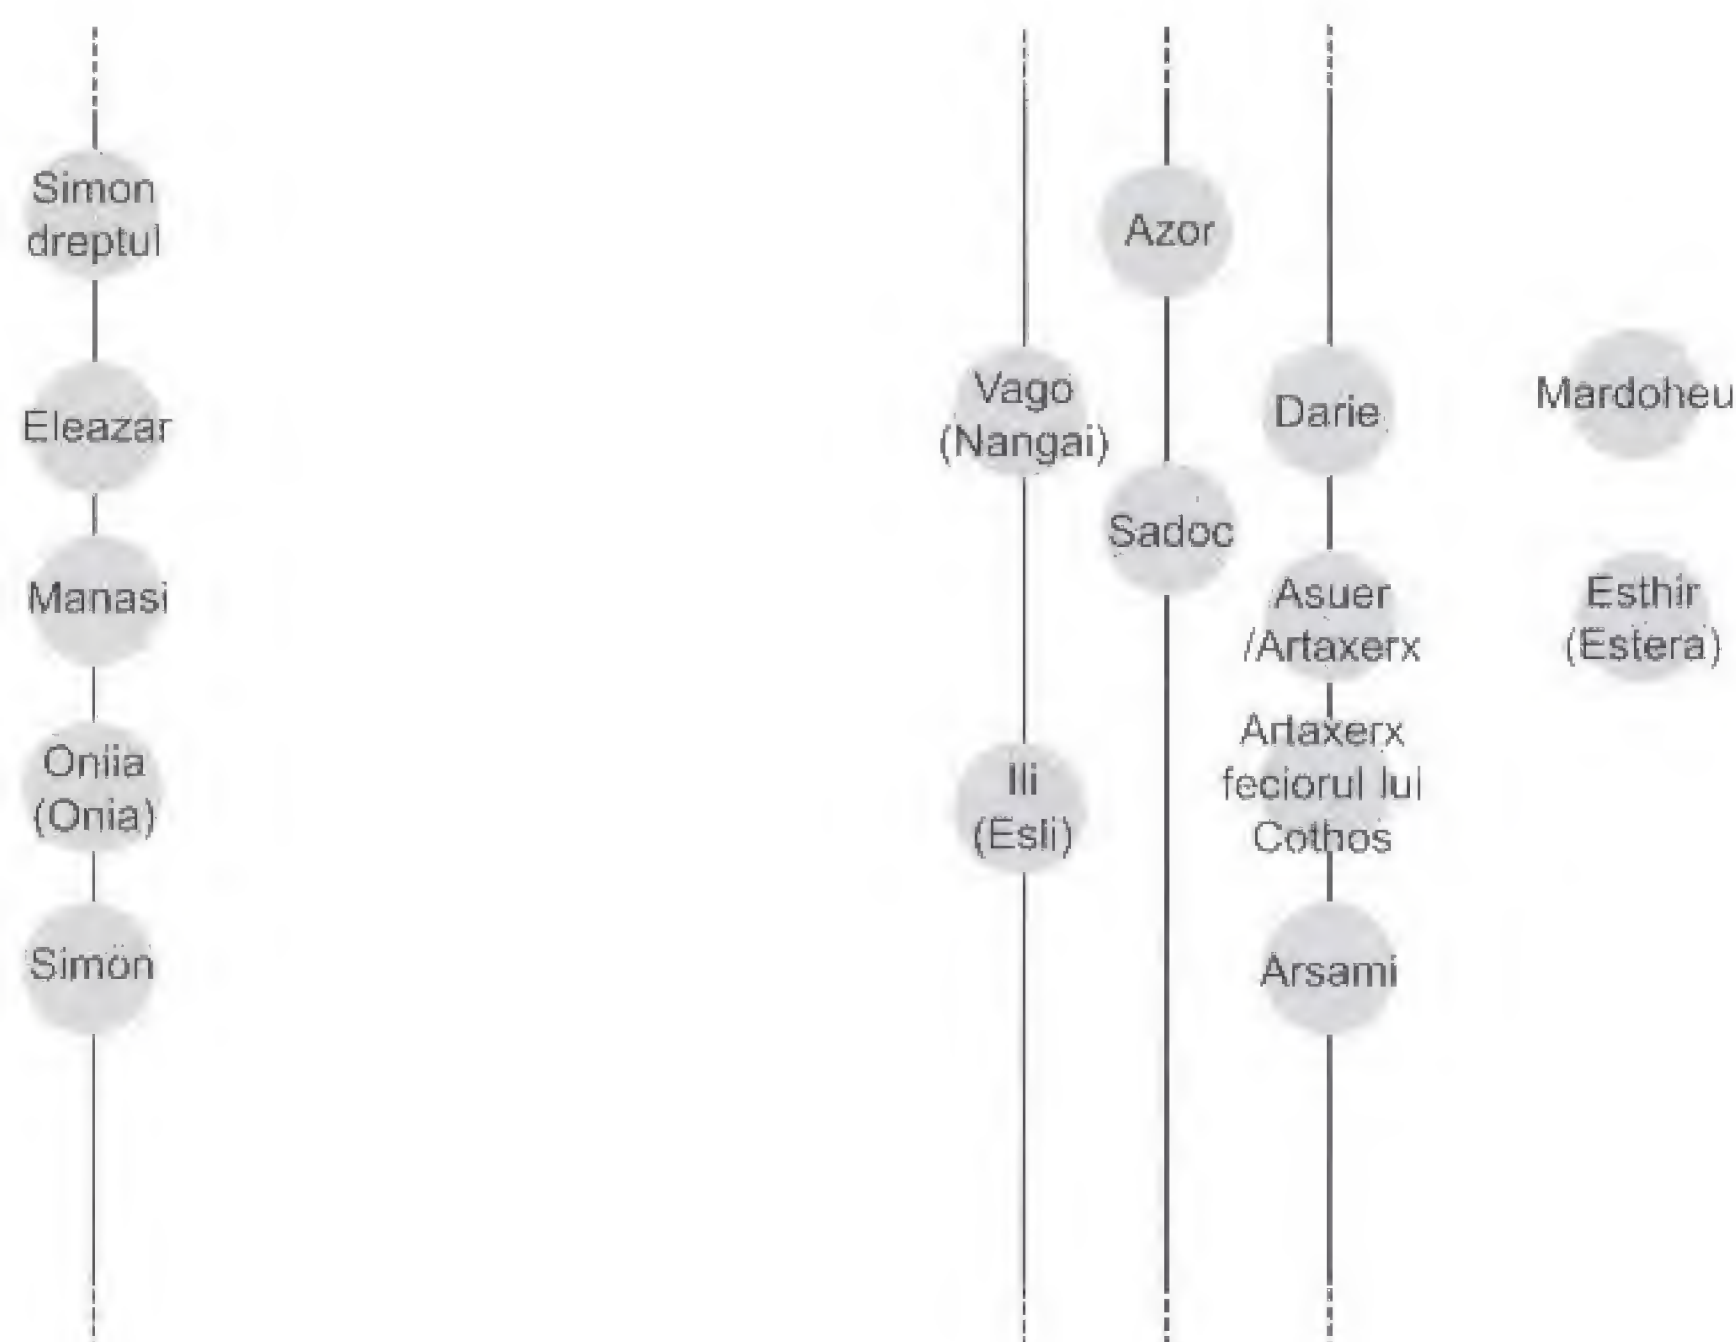 Simon
dreptul
Eleazar
Manasi
Oniia
(Onia)
Simon
Vago
(Nangai)
Ili
(Esli)
Azor
Sadoc
Darie
Asuer
/Artaxerx
Artaxerx
feciorul lui
Cothos
Arsami
Mardoheu
Esthir
(Estera)